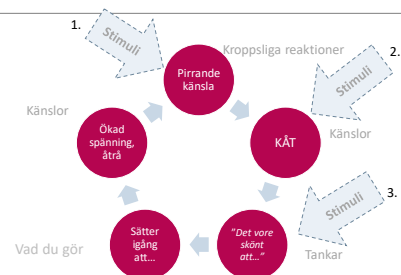 1.
Stimuli
Kroppsliga reaktioner
2.
Stimuli
Pirrande
känsla
Känslor
Ökad
spänning,
åtrå
KÅT
Känslor
3.
Stimuli
Sätter
igång
att…
"Det vore
skönt
att…"
Vad du gör
Tankar